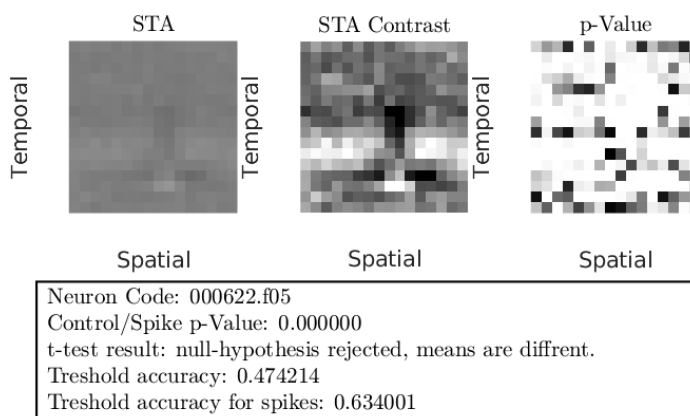 STA
STA Contrast
p-Value
Temporal
Temporal
Temporal
Spatial
Spatial
Spatial
Neuron Code: 000622.f05
Control/Spike p-Value: 0.000000
t-test result: null-hypothesis rejected, means are diffrent.
Treshold accuracy: 0.474214
Treshold accuracy for spikes: 0.634001